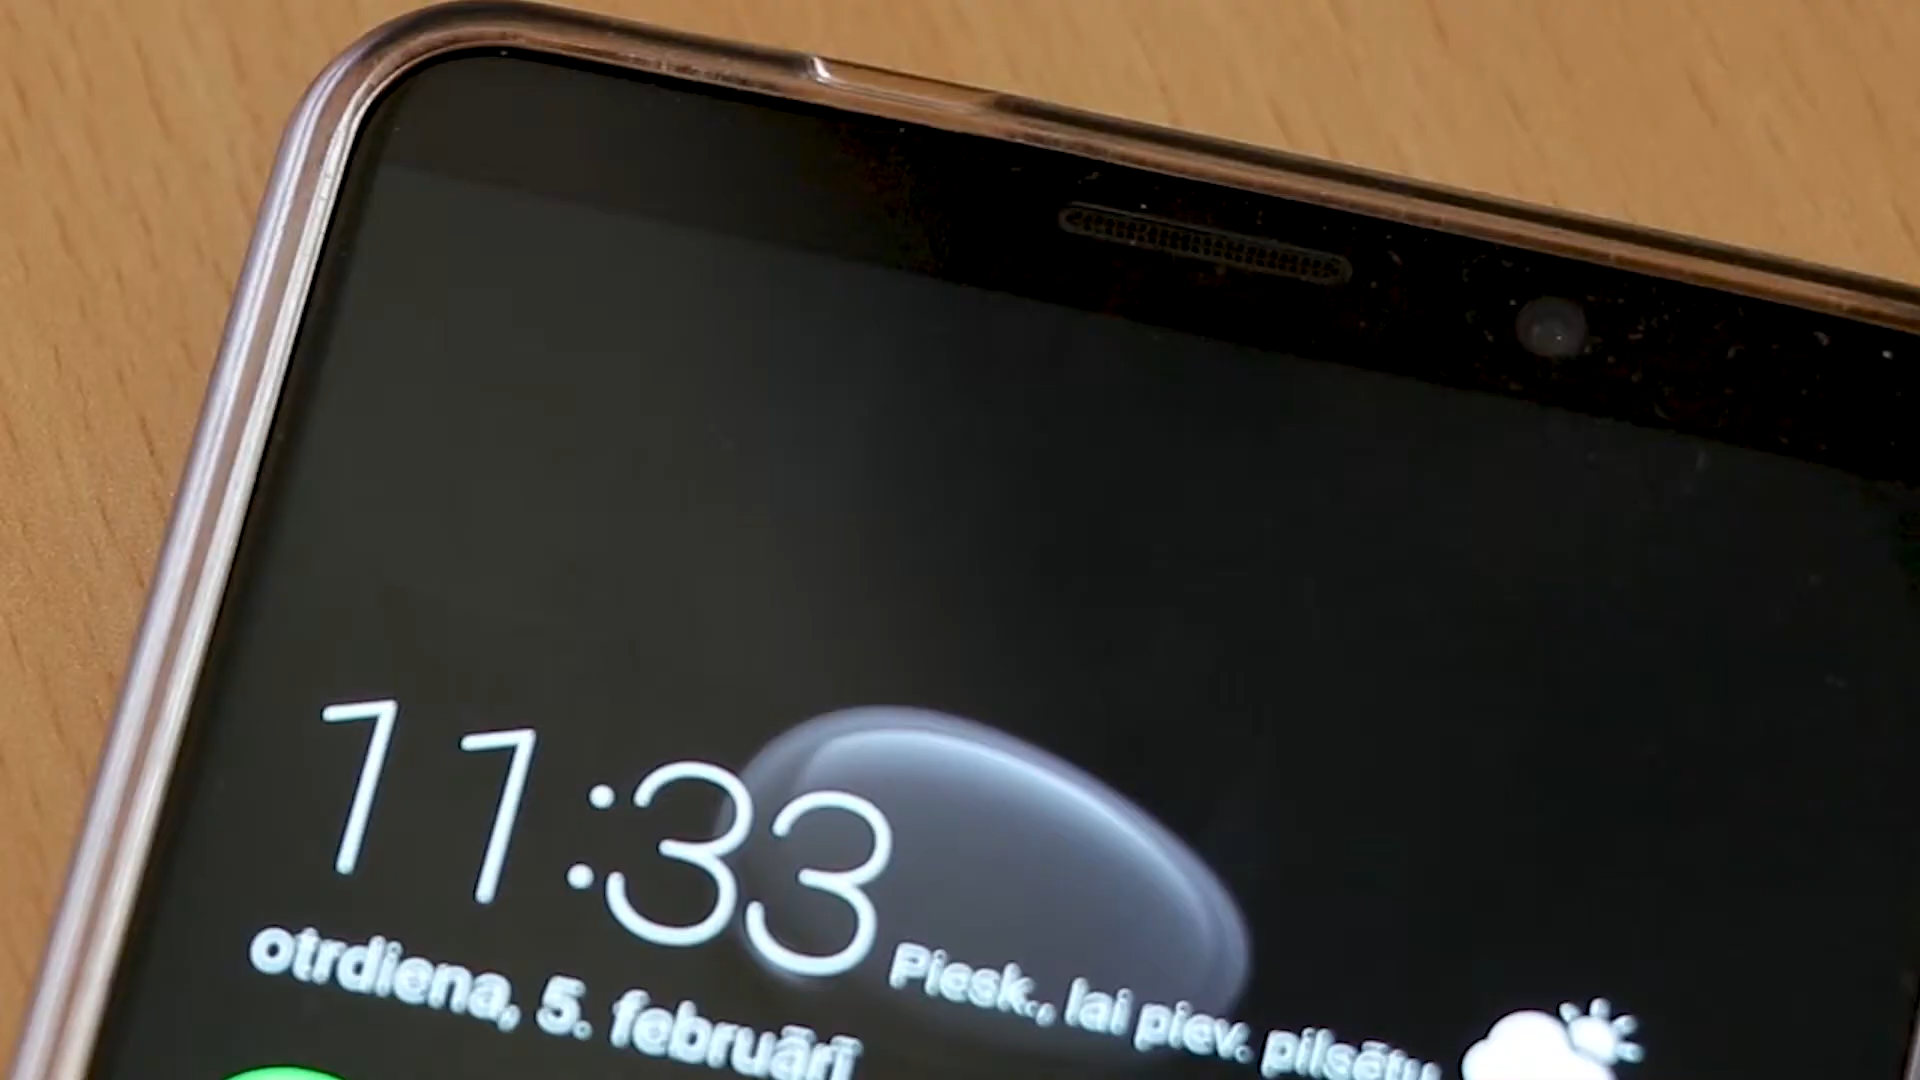 11:33
otrdiena, 5. februārī
Piesk., lai piev. pilsētu